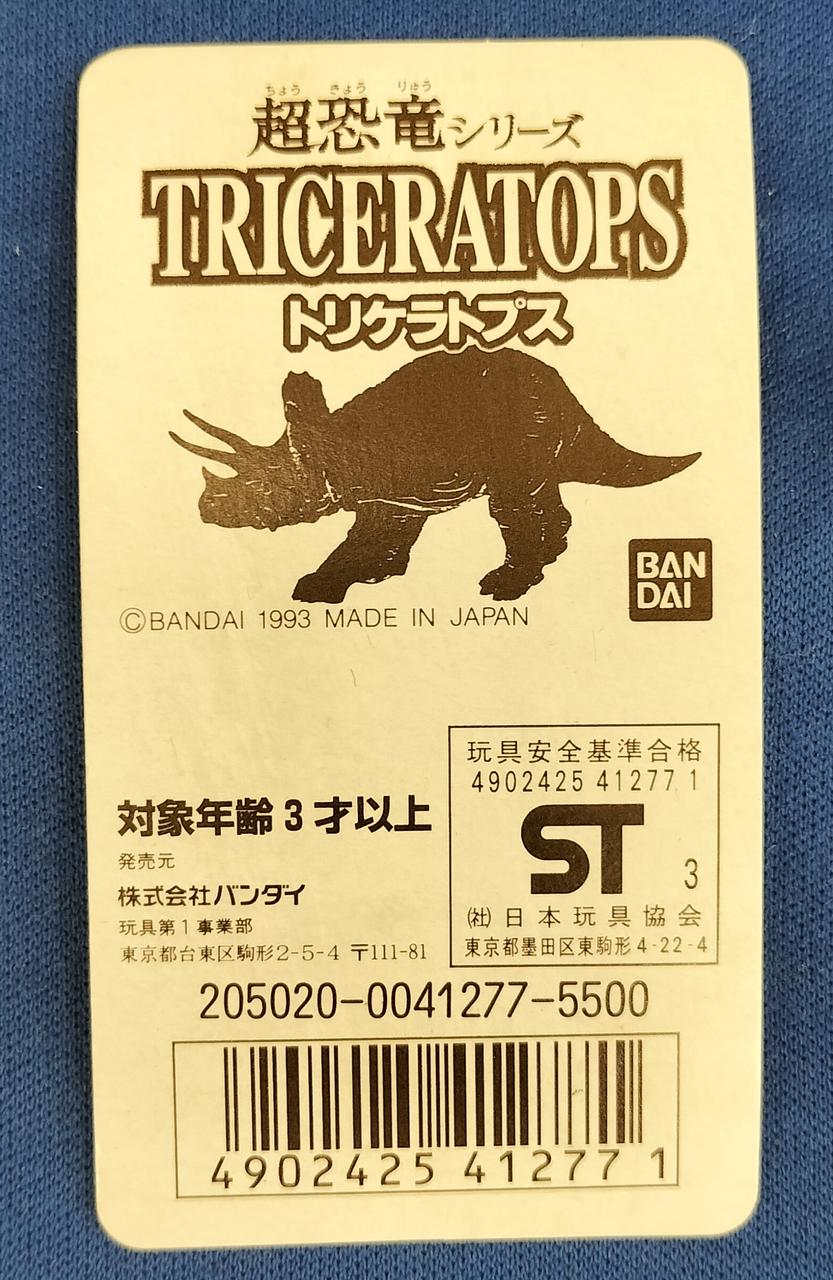 ちょう きょう りゅう
超恐竜シリーズ
TRICERATOPS
トリケラトプス
BAN
DAI
©BANDAI 1993 MADE IN JAPAN
玩具安全基準合格
4902425 41277 1
ST 3
(社)日本玩具協会
東京都墨田区東駒形4-22-4
対象年齢3才以上
発売元
株式会社バンダイ
玩具第1事業部
東京都台東区駒形2-5-4 〒111-81
205020-0041277-5500
4902425 41277 1